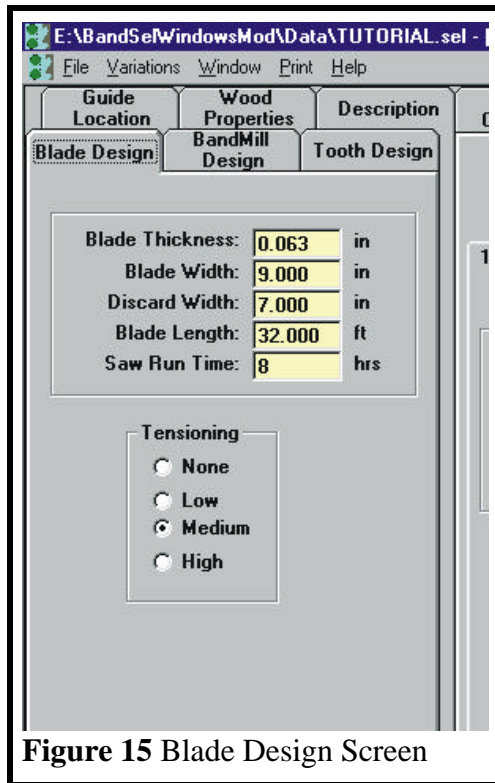 E:\BandSelWindowsMod\Data\TUTORIAL.sel - [
File Variations Window Print Help
Guide Location
Wood Properties
Description
Blade Design
BandMill Design
Tooth Design
Blade Thickness: 0.063 in
Blade Width: 9.000 in
Discard Width: 7.000 in
Blade Length: 32.000 ft
Saw Run Time: 8 hrs
Tensioning
None
Low
Medium
High
1
Figure 15 Blade Design Screen